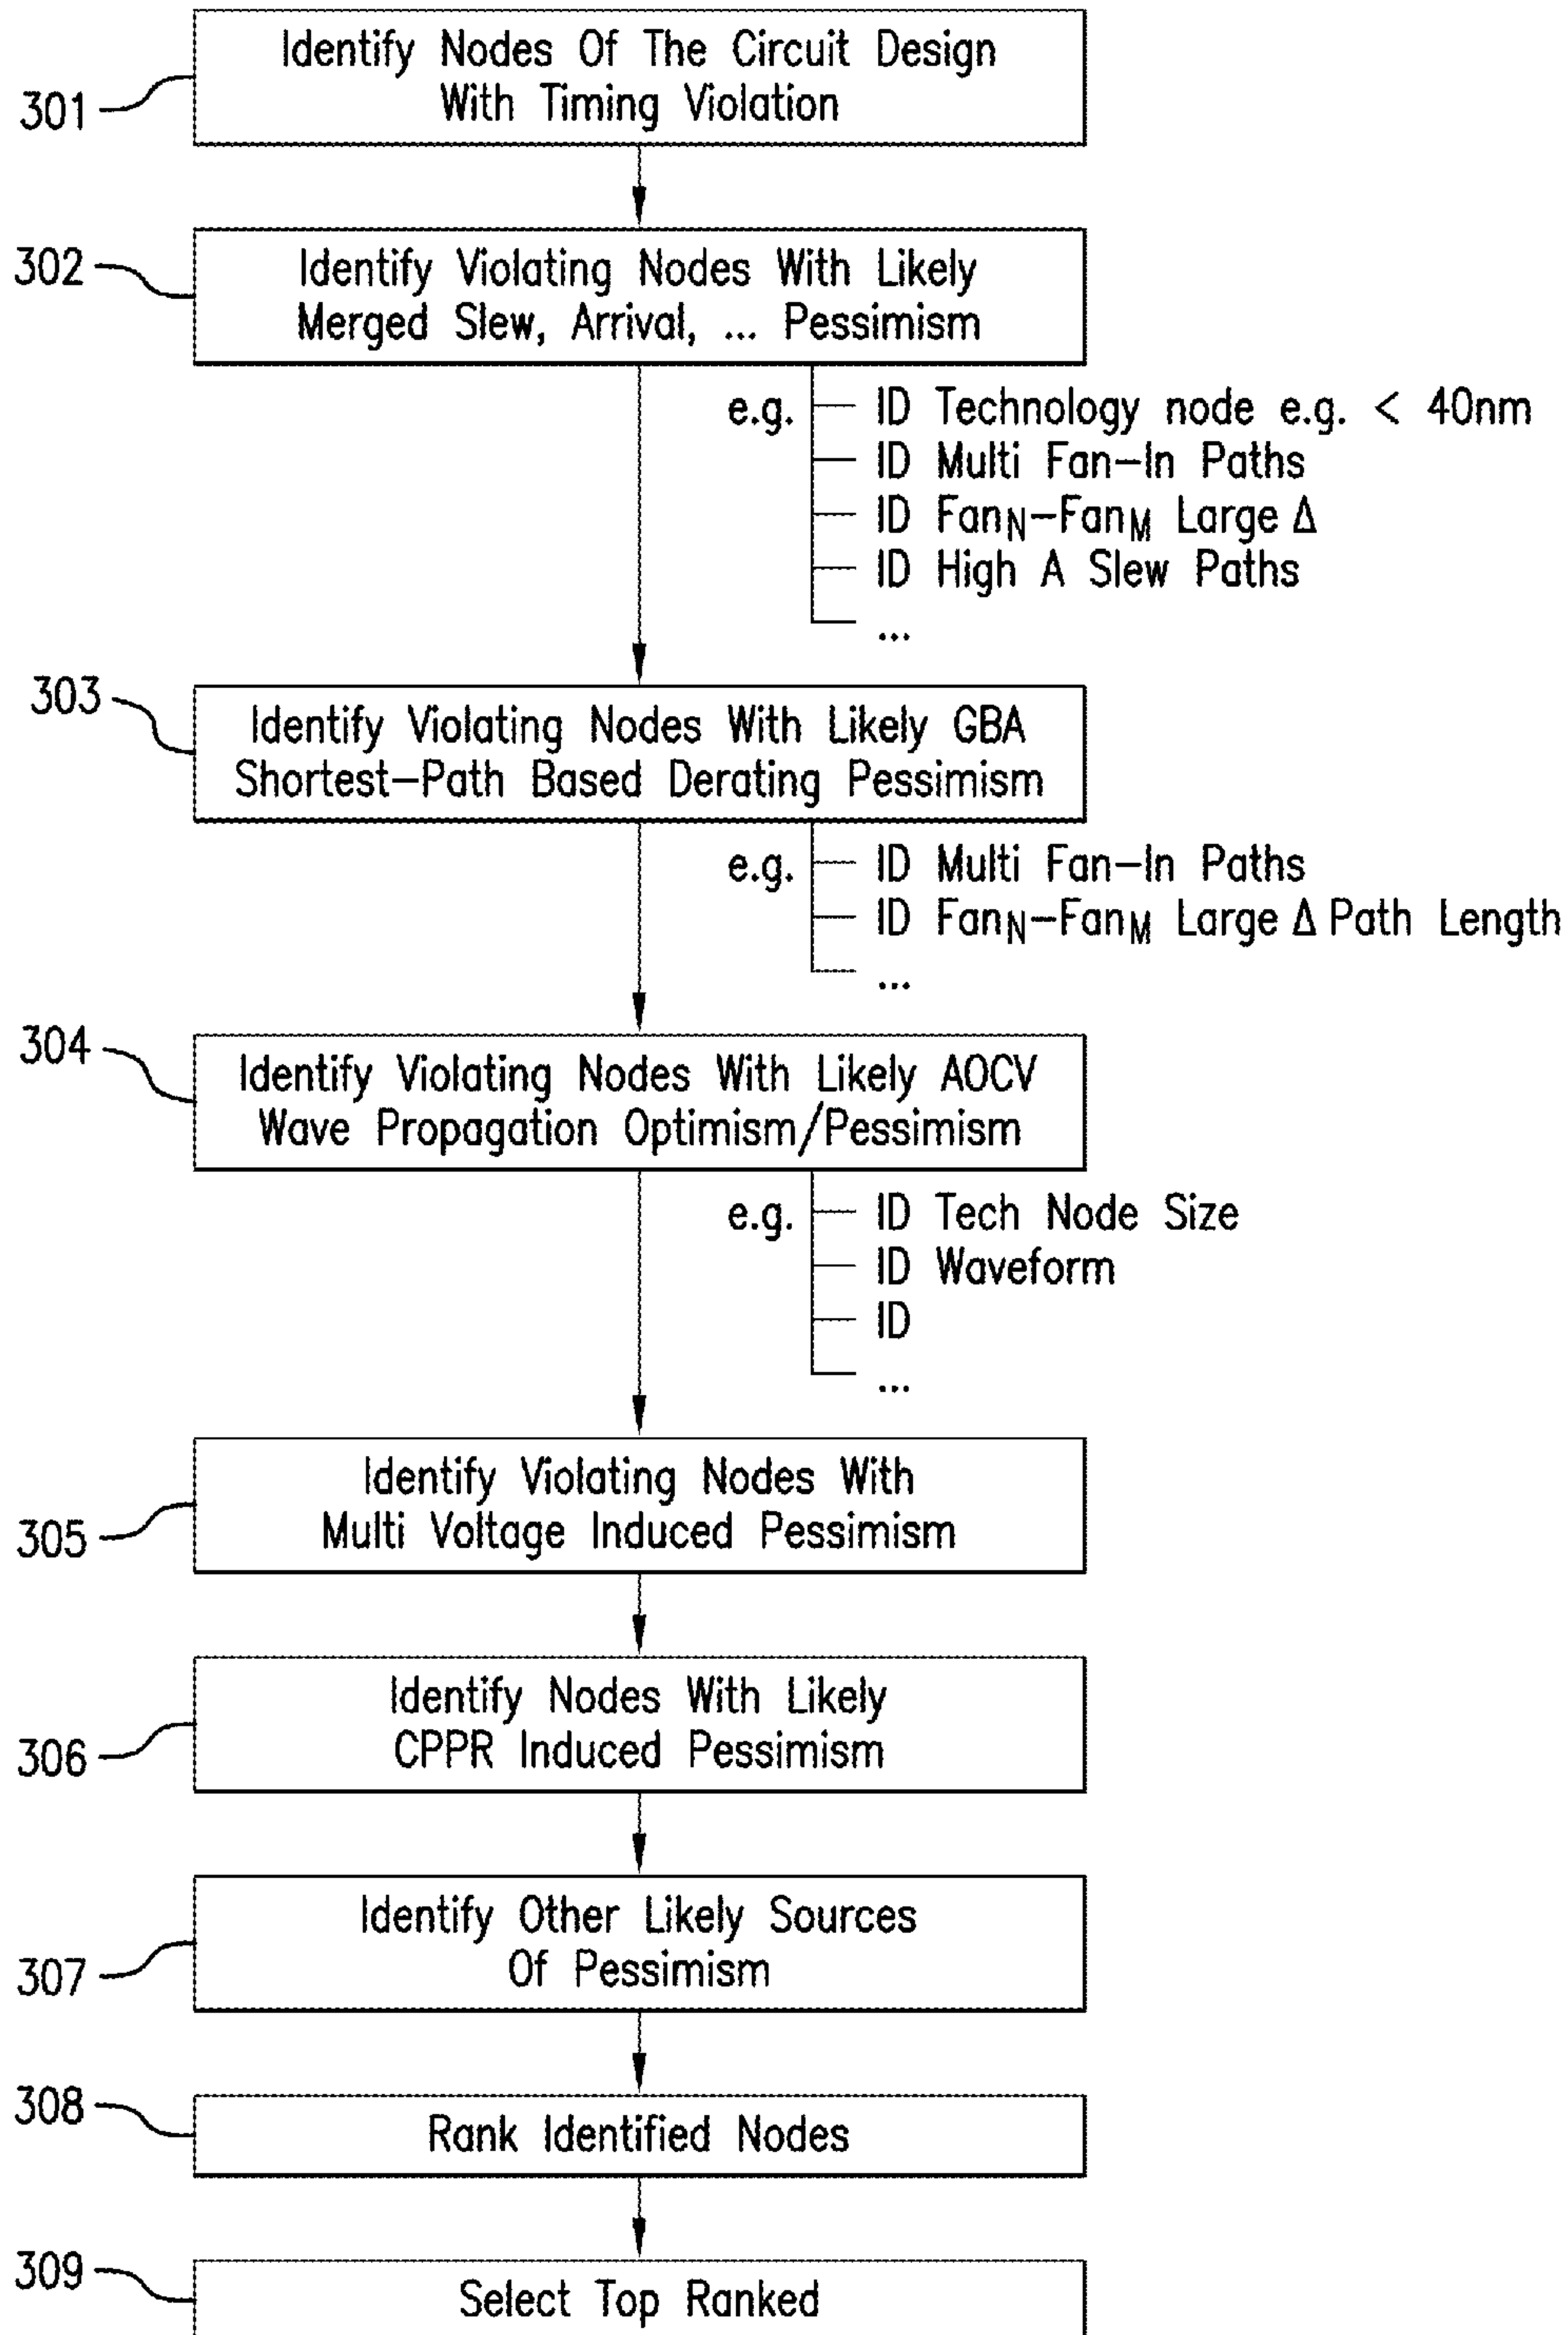 Identify Nodes Of The Circuit Design
With Timing Violation
301
302
Identify Violating Nodes With Likely
Merged Slew, Arrival, ... Pessimism
e.g.
ID Technology node e.g. < 40nm
ID Multi Fan-In Paths
ID FanN-FanM Large Δ
ID High A Slew Paths
...
303
Identify Violating Nodes With Likely GBA
Shortest-Path Based Derating Pessimism
e.g.
ID Multi Fan-In Paths
ID FanN-FanM Large Δ Path Length
...
304
Identify Violating Nodes With Likely AOCV
Wave Propagation Optimism/Pessimism
e.g.
ID Tech Node Size
ID Waveform
ID
...
Identify Violating Nodes With
Multi Voltage Induced Pessimism
305
Identify Nodes With Likely
CPPR Induced Pessimism
306
Identify Other Likely Sources
Of Pessimism
307
308
Rank Identified Nodes
309
Select Top Ranked